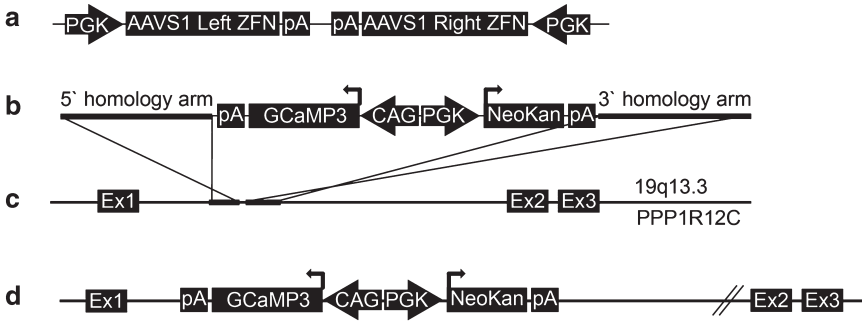 a PGK AAVS1 Left ZFN pA pA AAVS1 Right ZFN PGK
5` homology arm 3` homology arm
b pA GCaMP3 CAG PGK NeoKan pA
19q13.3
c Ex1 Ex2 Ex3
PPP1R12C
d Ex1 pA GCaMP3 CAG PGK NeoKan pA Ex2 Ex3